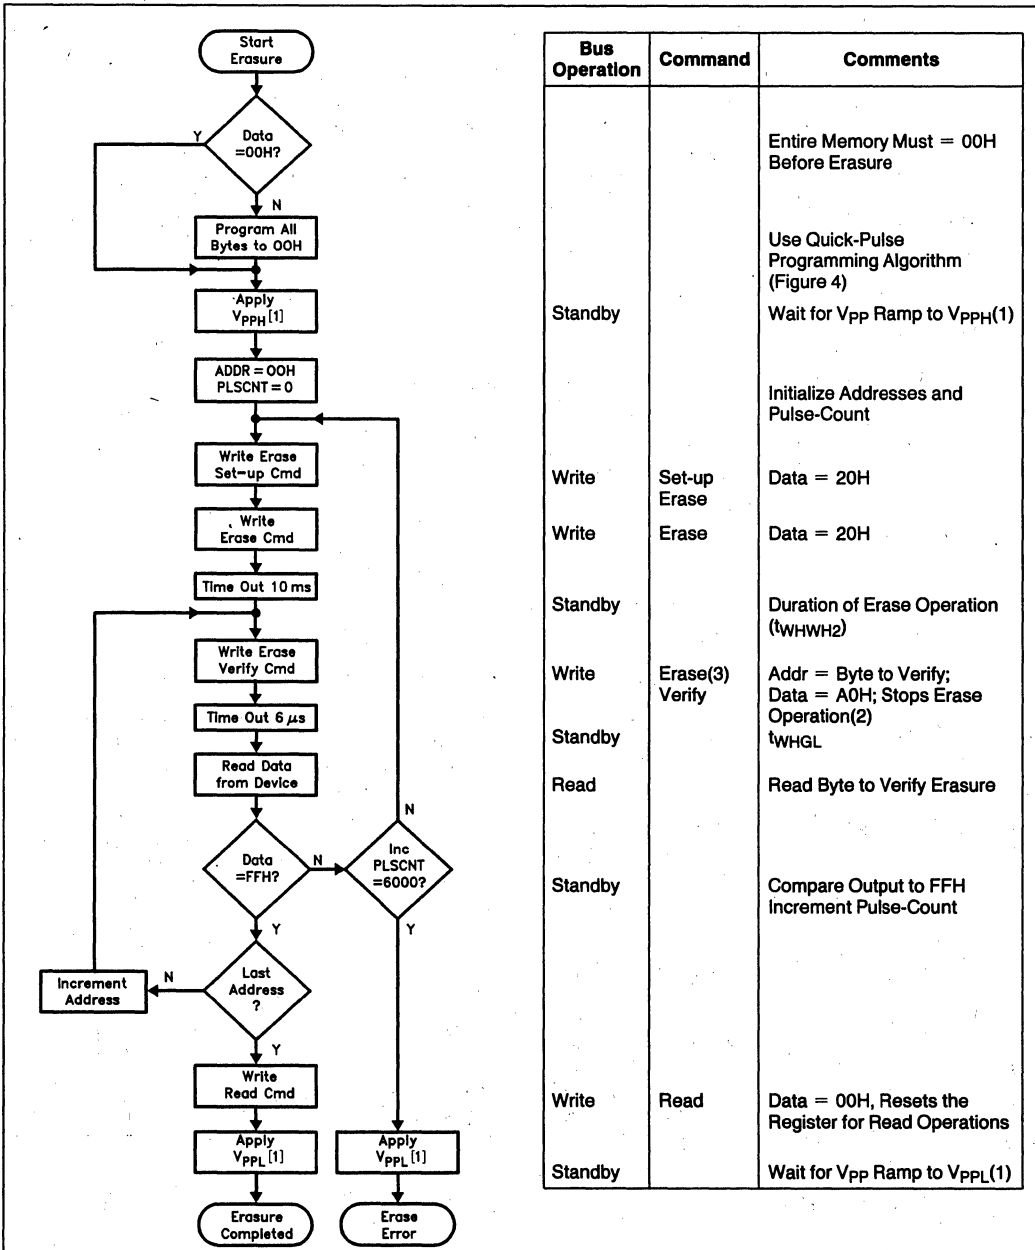 Start
Erasure
Data
=00H?
Y
N
Program All
Bytes to 00H
Apply
VPPH[1]
ADDR = 00H
PLSCNT = 0
Write Erase
Set-up Cmd
Write
Erase Cmd
Time Out 10 ms
Write Erase
Verify Cmd
Time Out 6 μs
Read Data
from Device
Data
=FFH?
N
Y
Inc
PLSCNT
=6000?
N
Y
Last
Address
?
N
Y
Increment
Address
Write
Read Cmd
Apply
VPPL[1]
Erasure
Completed
Apply
VPPL[1]
Erase
Error
Bus Operation Command Comments
Entire Memory Must = 00H
Before Erasure
Use Quick-Pulse
Programming Algorithm
(Figure 4)
Standby Wait for VPP Ramp to VPPH(1)
Initialize Addresses and
Pulse-Count
Write Set-up Data = 20H
Erase
Write Erase Data = 20H
Standby Duration of Erase Operation
(tWHWH2)
Write Erase(3) Addr = Byte to Verify;
Verify Data = A0H; Stops Erase
Operation(2)
Standby tWHGL
Read Read Byte to Verify Erasure
Standby Compare Output to FFH
Increment Pulse-Count
Write Read Data = 00H, Resets the
Register for Read Operations
Standby Wait for VPP Ramp to VPPL(1)